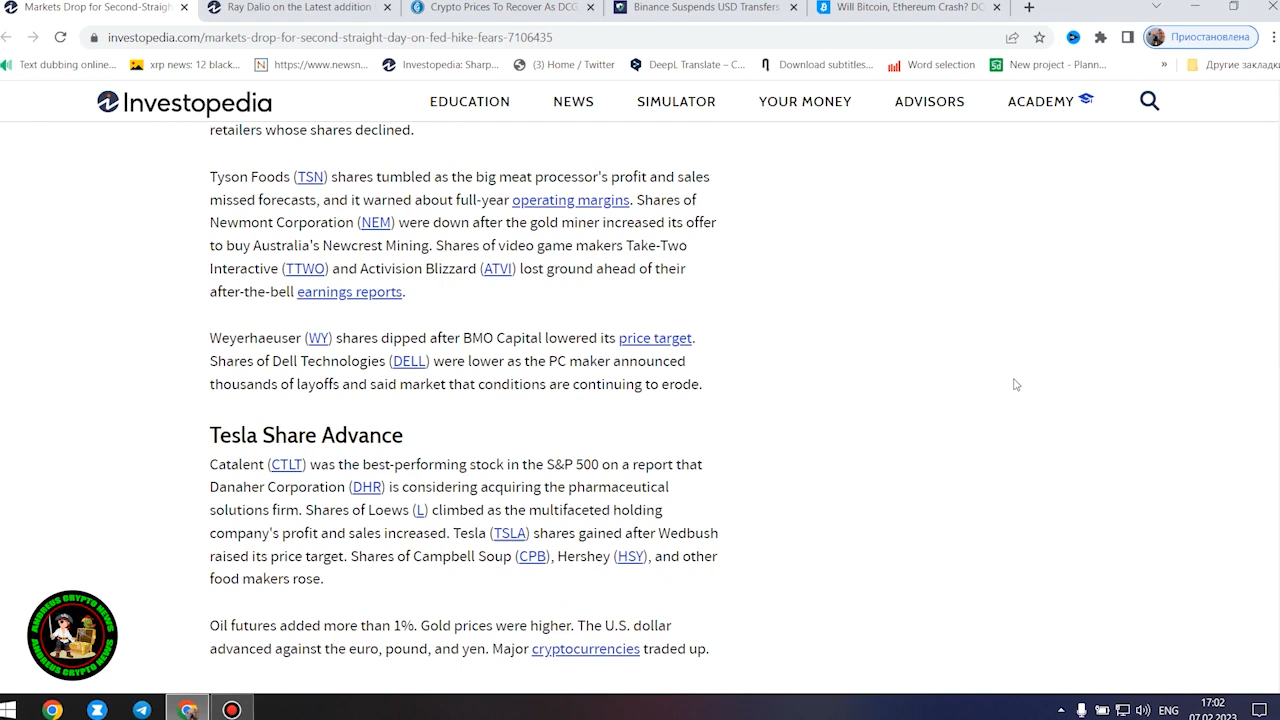 Markets Drop for Second-Straigh
Ray Dalio on the Latest addition
Crypto Prices To Recover As DCG
Binance Suspends USD Transfers
Will Bitcoin, Ethereum Crash? DC
investopedia.com/markets-drop-for-second-straight-day-on-fed-hike-fears-7106435
Приостановлена
Text dubbing online...
xrp news: 12 black...
https://www.newsn...
Investopedia: Sharp...
(3) Home / Twitter
DeepL Translate – C...
Download subtitles...
Word selection
New project - Plann...
»
Другие закладки
Investopedia
EDUCATION
NEWS
SIMULATOR
YOUR MONEY
ADVISORS
ACADEMY
retailers whose shares declined.
Tyson Foods (TSN) shares tumbled as the big meat processor's profit and sales
missed forecasts, and it warned about full-year operating margins. Shares of
Newmont Corporation (NEM) were down after the gold miner increased its offer
to buy Australia's Newcrest Mining. Shares of video game makers Take-Two
Interactive (TTWO) and Activision Blizzard (ATVI) lost ground ahead of their
after-the-bell earnings reports.
Weyerhaeuser (WY) shares dipped after BMO Capital lowered its price target.
Shares of Dell Technologies (DELL) were lower as the PC maker announced
thousands of layoffs and said market that conditions are continuing to erode.
Tesla Share Advance
Catalent (CTLT) was the best-performing stock in the S&P 500 on a report that
Danaher Corporation (DHR) is considering acquiring the pharmaceutical
solutions firm. Shares of Loews (L) climbed as the multifaceted holding
company's profit and sales increased. Tesla (TSLA) shares gained after Wedbush
raised its price target. Shares of Campbell Soup (CPB), Hershey (HSY), and other
food makers rose.
Oil futures added more than 1%. Gold prices were higher. The U.S. dollar
advanced against the euro, pound, and yen. Major cryptocurrencies traded up.
ANDREUS CRYPTO NEWS
ANDREUS CRYPTO NEWS
ENG
17:02
07.02.2023